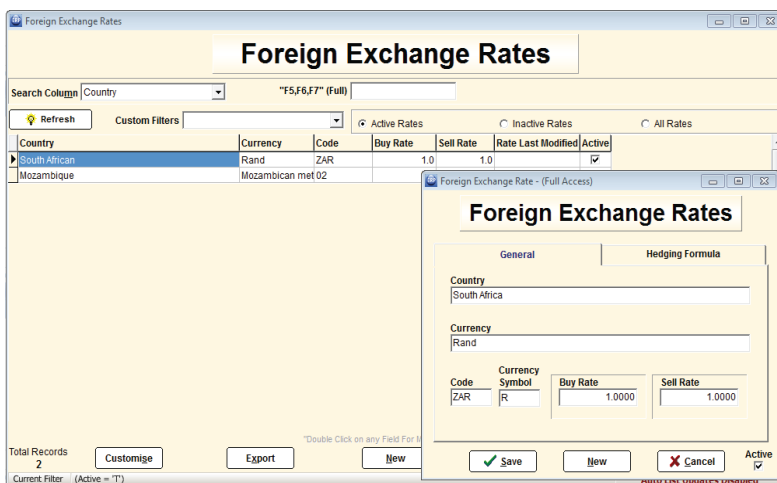 Foreign Exchange Rates
Foreign Exchange Rates
Search Column Country "F5,F6,F7" (Full)
Refresh Custom Filters Active Rates Inactive Rates All Rates
Country Currency Code Buy Rate Sell Rate Rate Last Modified Active
South African Rand ZAR 1.0 1.0
Mozambique Mozambican met 02
Foreign Exchange Rate - (Full Access)
Foreign Exchange Rates
General Hedging Formula
Country
South Africa
Currency
Rand
Code Currency Symbol Buy Rate Sell Rate
ZAR R 1.0000 1.0000
Save New Cancel Active
"Double Click on any Field For M
Total Records
2
Customise Export New
Current Filter (Active = 'T')
Auto List Updates Disabled